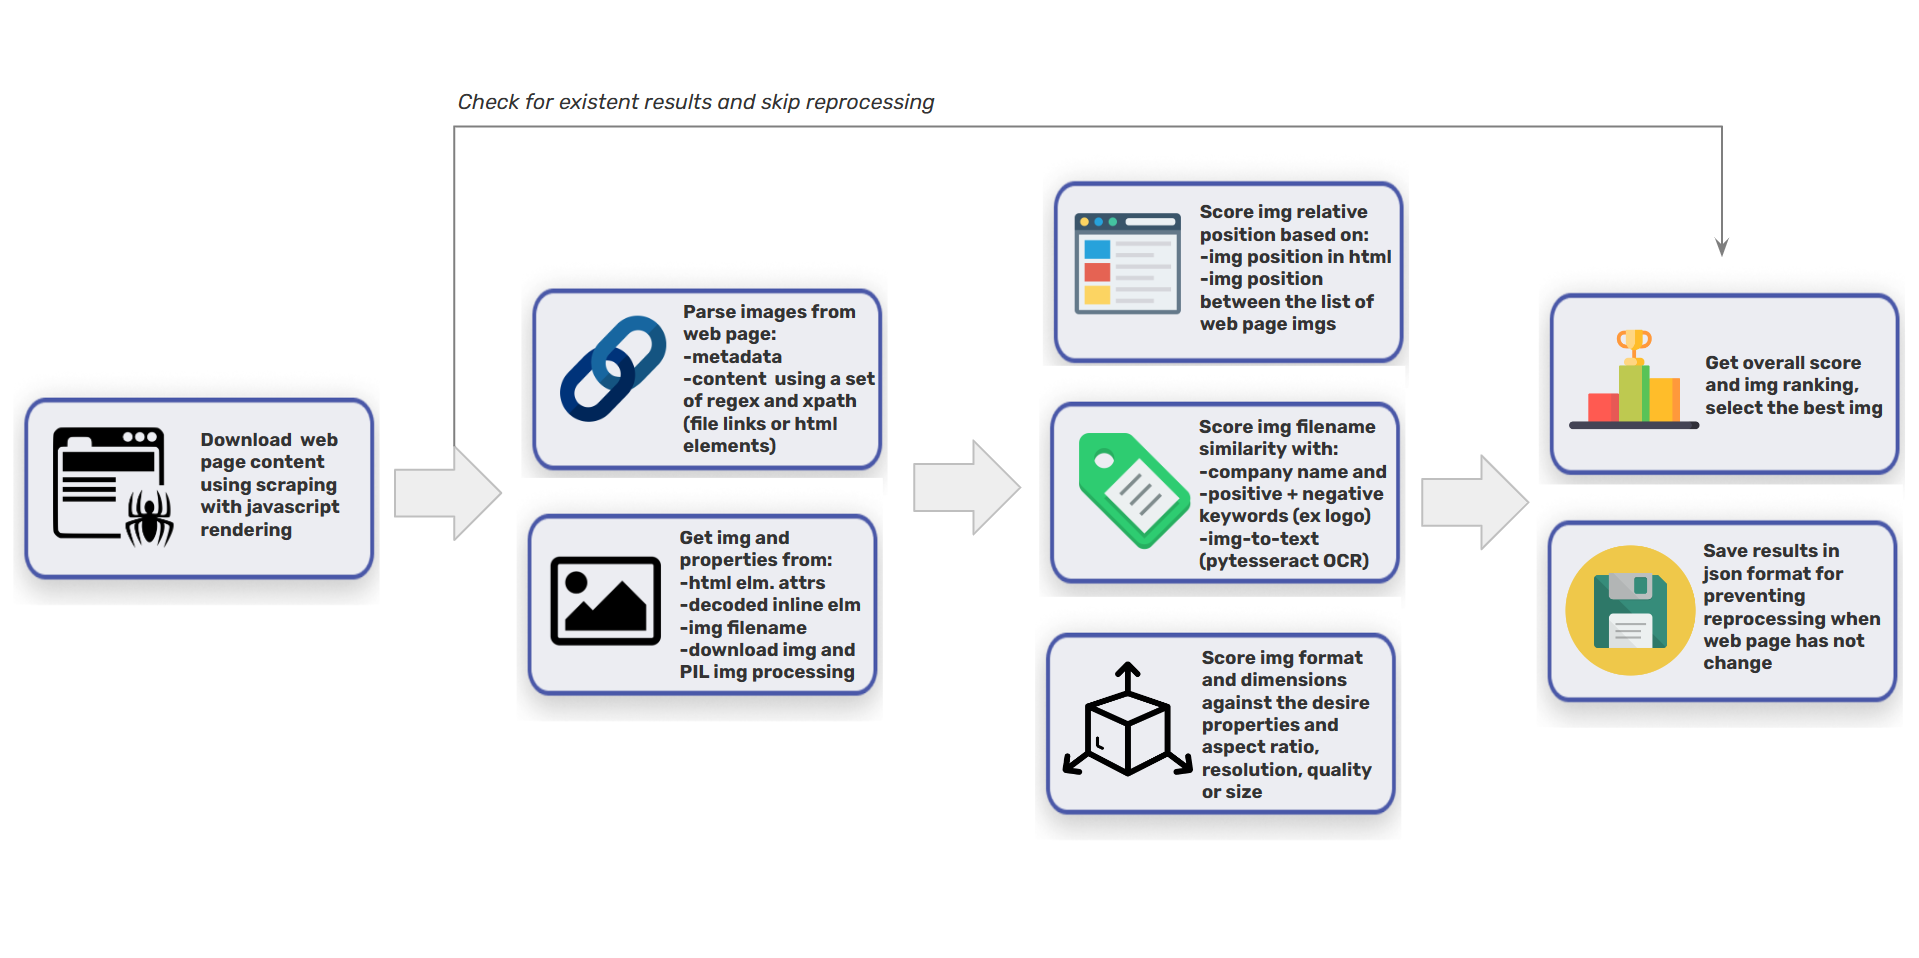 Check for existent results and skip reprocessing
Download web
page content
using scraping
with javascript
rendering
Parse images from
web page:
-metadata
-content using a set
of regex and xpath
(file links or html
elements)
Get img and
properties from:
-html elm. attrs
-decoded inline elm
-img filename
-download img and
PIL img processing
Score img relative
position based on:
-img position in html
-img position
between the list of
web page imgs
Score img filename
similarity with:
-company name and
-positive + negative
keywords (ex logo)
-img-to-text
(pytesseract OCR)
Score img format
and dimensions
against the desire
properties and
aspect ratio,
resolution, quality
or size
Get overall score
and img ranking,
select the best img
Save results in
json format for
preventing
reprocessing when
web page has not
change